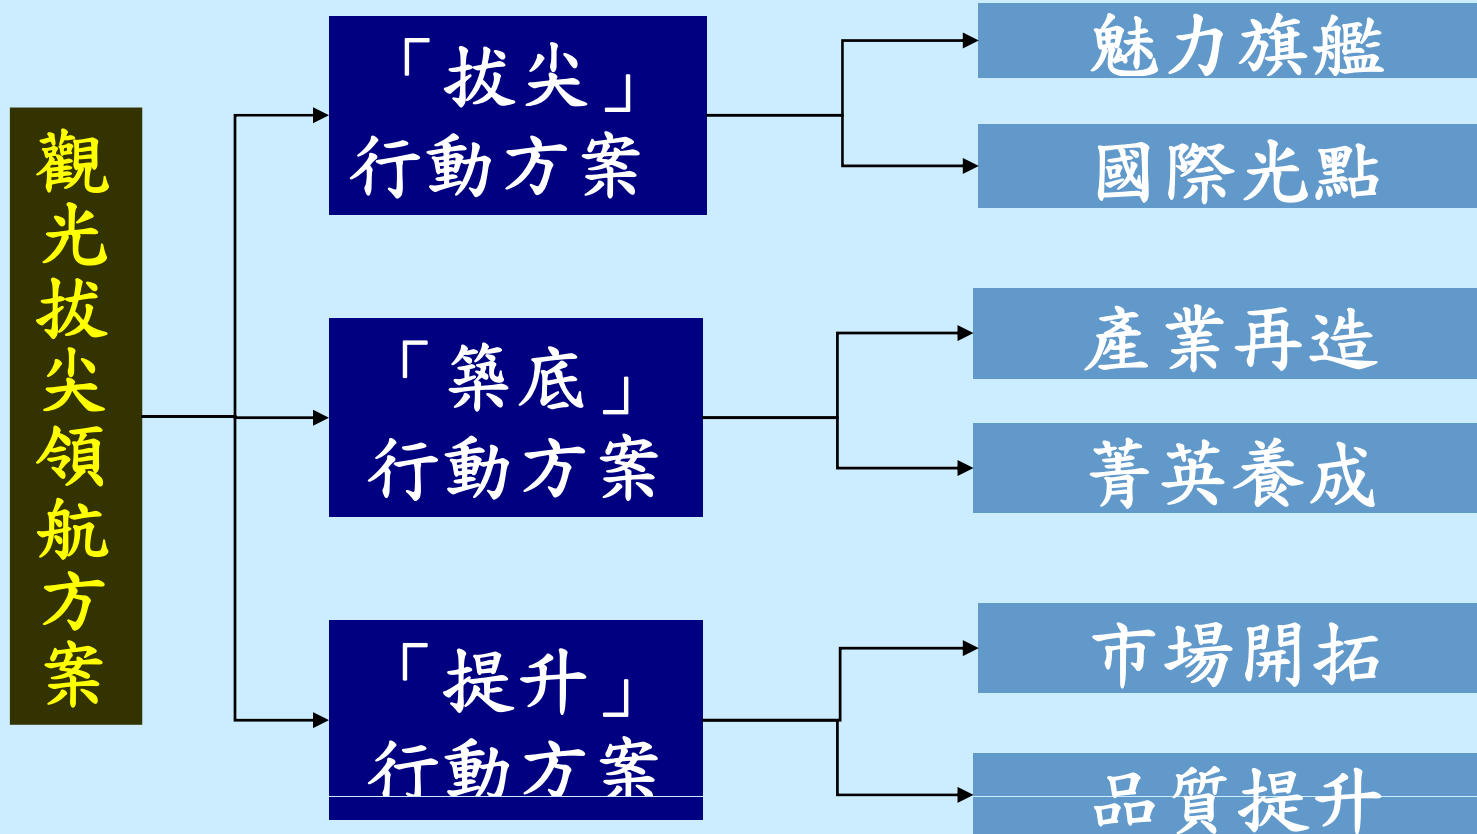 觀光拔尖領航方案
「拔尖」
行動方案
魅力旗艦
國際光點
「築底」
行動方案
產業再造
菁英養成
「提升」
行動方案
市場開拓
品質提升